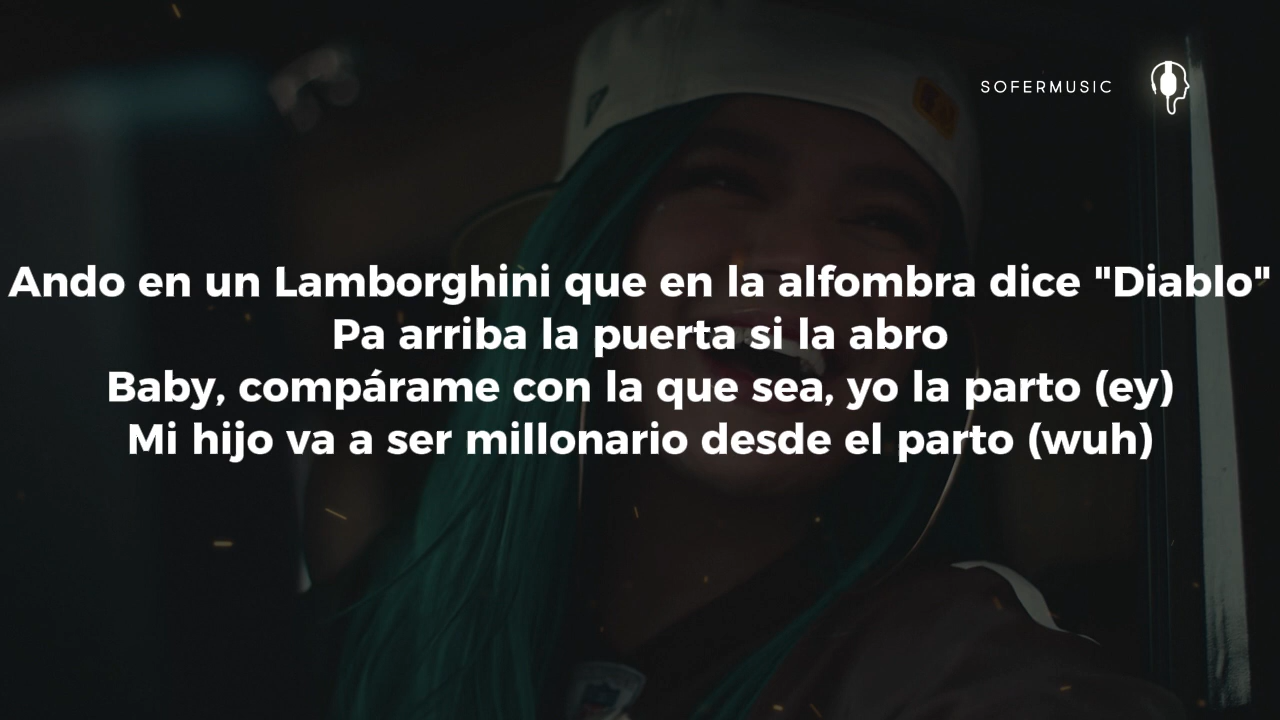 SOFERMUSIC
Ando en un Lamborghini que en la alfombra dice "Diablo"
Pa arriba la puerta si la abro
Baby, compárame con la que sea, yo la parto (ey)
Mi hijo va a ser millonario desde el parto (wuh)